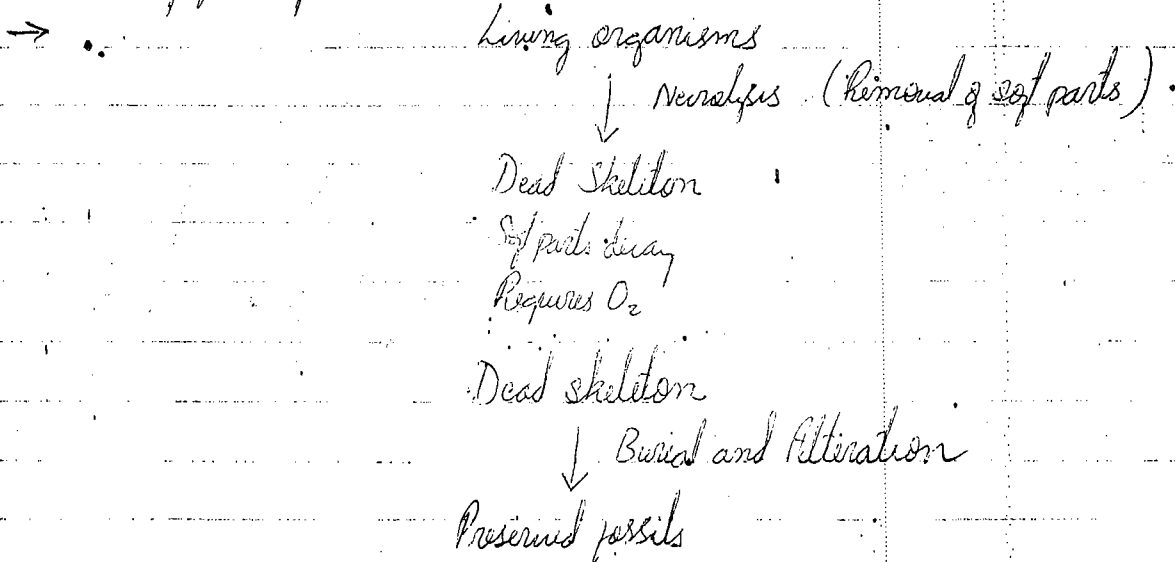 → • Living organisms
↓ Necrolysis (Removal of soft parts).
Dead Skeleton
Soft parts decay
Requires O₂
Dead skeleton
↓ Burial and Alteration
Preserved fossils